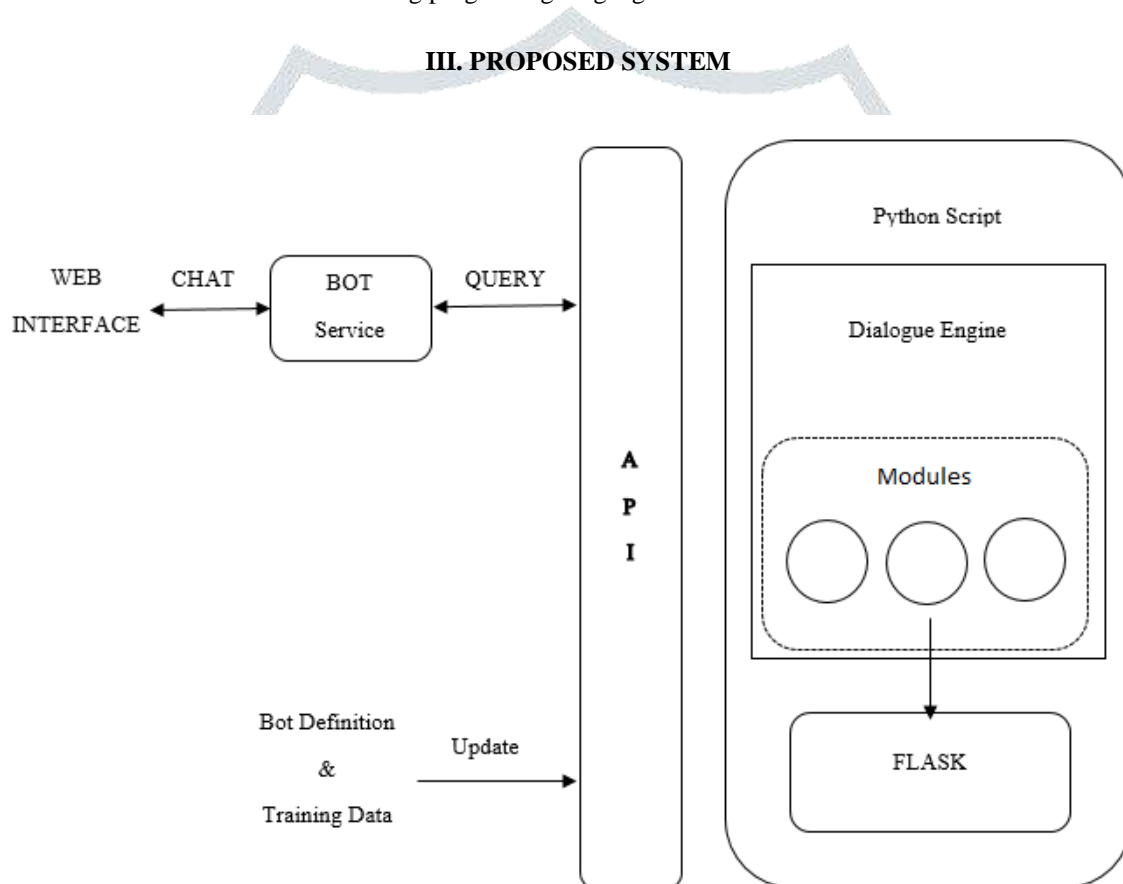 III. PROPOSED SYSTEM
Python Script
WEB
INTERFACE
CHAT
BOT
Service
QUERY
Dialogue Engine
A
P
I
Modules
Bot Definition
&
Training Data
Update
FLASK